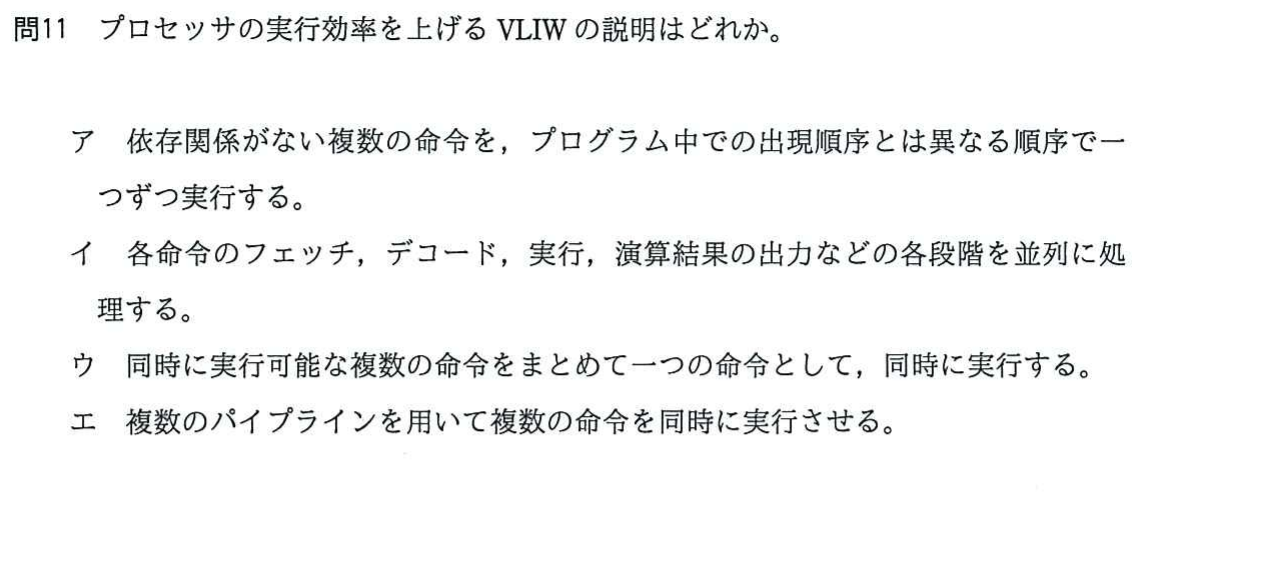 問11　プロセッサの実行効率を上げる VLIW の説明はどれか。
ア　依存関係がない複数の命令を，プログラム中での出現順序とは異なる順序で一
つずつ実行する。
イ　各命令のフェッチ，デコード，実行，演算結果の出力などの各段階を並列に処
理する。
ウ　同時に実行可能な複数の命令をまとめて一つの命令として，同時に実行する。
エ　複数のパイプラインを用いて複数の命令を同時に実行させる。